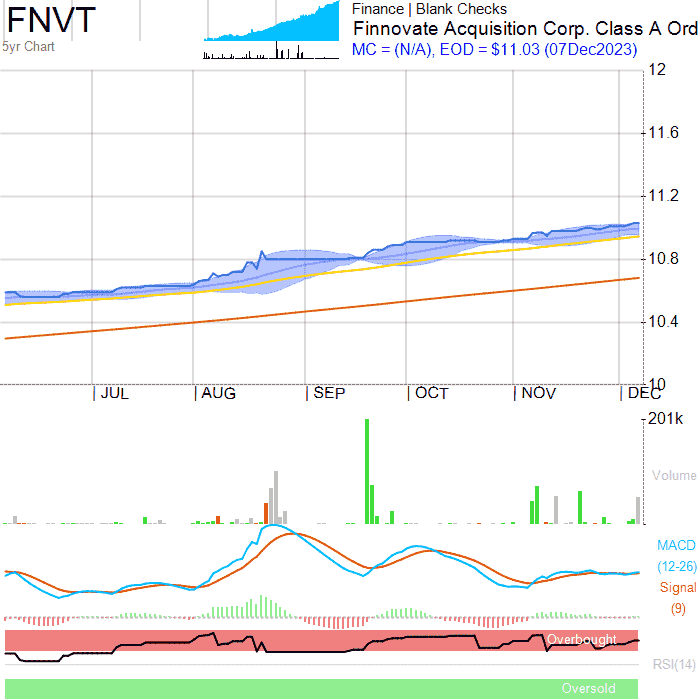 FNVT
5yr Chart
Finance | Blank Checks
Finnovate Acquisition Corp. Class A Ord
MC = (N/A), EOD = $11.03 (07Dec2023)
12
11.6
11.2
10.8
10.4
10
JUL AUG SEP OCT NOV DEC
201k
Volume
MACD
(12-26)
Signal
(9)
Overbought
RSI(14)
Oversold